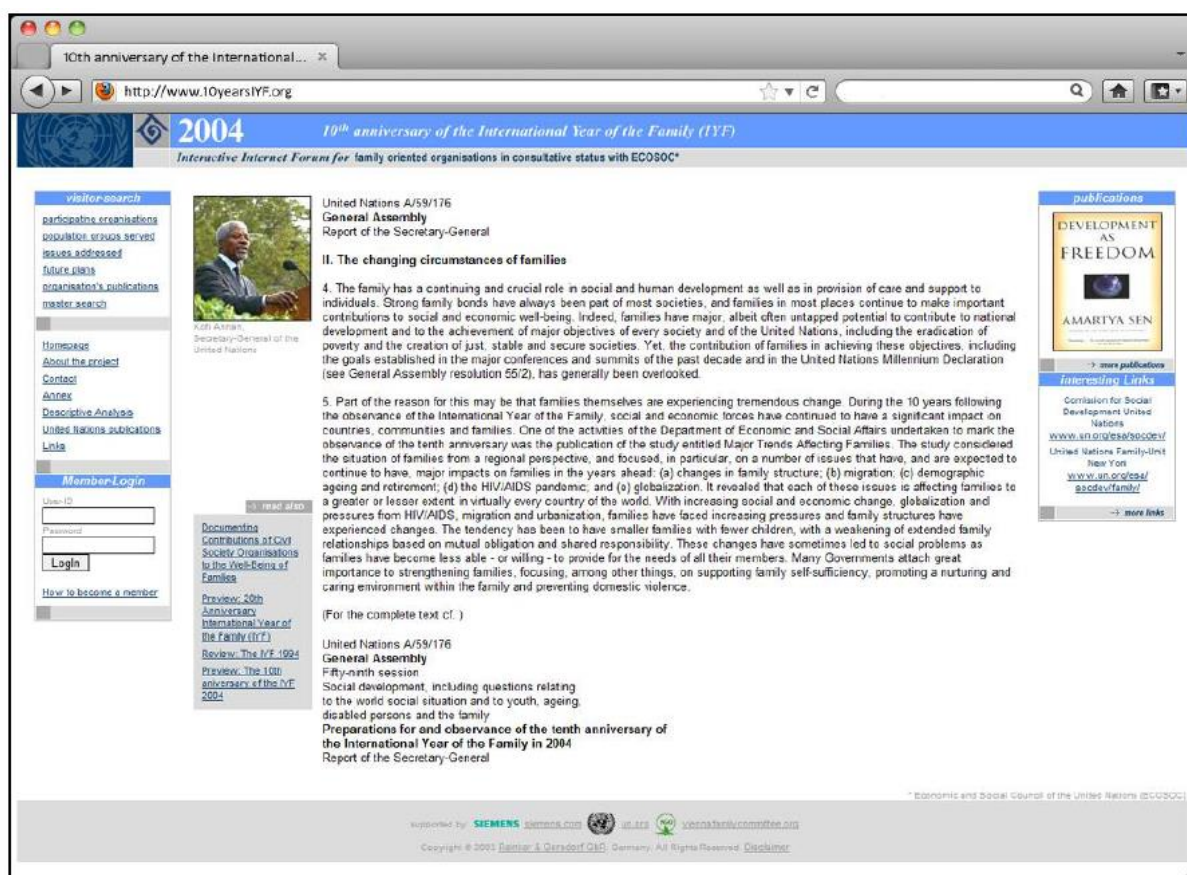 10th anniversary of the International...
http://www.10yearsIYF.org
2004
10th anniversary of the International Year of the Family (IYF)
Interactive Internet Forum for family oriented organisations in consultative status with ECOSOC*
visitor-search
participating organisations
population groups served
issues addressed
future plans
organisation's publications
master search
Homepage
About the project
Contact
Annex
Descriptive Analysis
United Nations publications
Links
Member-Login
User-ID
Password
Login
How to become a member
Kofi Annan,
Secretary-General of the
United Nations
read also
Documenting
Contributions of Civil
Society Organisations
to the Well-Being of
Families
Preview: 20th
Anniversary
International Year of
the Family (IYF)
Review: The IYF 1994
Preview: The 10th
aniversary of the IYF
2004
United Nations A/59/176
General Assembly
Report of the Secretary-General
II. The changing circumstances of families
4. The family has a continuing and crucial role in social and human development as well as in provision of care and support to
individuals. Strong family bonds have always been part of most societies, and families in most places continue to make important
contributions to social and economic well-being. Indeed, families have major, albeit often untapped potential to contribute to national
development and to the achievement of major objectives of every society and of the United Nations, including the eradication of
poverty and the creation of just, stable and secure societies. Yet, the contribution of families in achieving these objectives, including
the goals established in the major conferences and summits of the past decade and in the United Nations Millennium Declaration
(see General Assembly resolution 55/2), has generally been overlooked.
5. Part of the reason for this may be that families themselves are experiencing tremendous change. During the 10 years following
the observance of the International Year of the Family, social and economic forces have continued to have a significant impact on
countries, communities and families. One of the activities of the Department of Economic and Social Affairs undertaken to mark the
observance of the tenth anniversary was the publication of the study entitled Major Trends Affecting Families. The study considered
the situation of families from a regional perspective, and focused, in particular, on a number of issues that have, and are expected to
continue to have, major impacts on families in the years ahead: (a) changes in family structure; (b) migration; (c) demographic
ageing and retirement; (d) the HIV/AIDS pandemic; and (e) globalization. It revealed that each of these issues is affecting families to
a greater or lesser extent in virtually every country of the world. With increasing social and economic change, globalization and
pressures from HIV/AIDS, migration and urbanization, families have faced increasing pressures and family structures have
experienced changes. The tendency has been to have smaller families with fewer children, with a weakening of extended family
relationships based on mutual obligation and shared responsibility. These changes have sometimes led to social problems as
families have become less able - or willing - to provide for the needs of all their members. Many Governments attach great
importance to strengthening families, focusing, among other things, on supporting family self-sufficiency, promoting a nurturing and
caring environment within the family and preventing domestic violence.
(For the complete text cf. )
United Nations A/59/176
General Assembly
Fifty-ninth session
Social development, including questions relating
to the world social situation and to youth, ageing,
disabled persons and the family
Preparations for and observance of the tenth anniversary of
the International Year of the Family in 2004
Report of the Secretary-General
publications
DEVELOPMENT
AS
FREEDOM
AMARTYA SEN
more publications
interesting Links
Comission for Social
Development United
Nations
www.un.org/esa/socdev/
United Nations Family-Unit
New York
www.un.org/esa/
socdev/family/
more links
* Economic and Social Council of the United Nations (ECOSOC)
supported by SIEMENS siemens.com un.org viennafamilycommittee.org
Copyright © 2003 Reimar & Gersdorf GbR, Germany. All Rights Reserved. Disclaimer